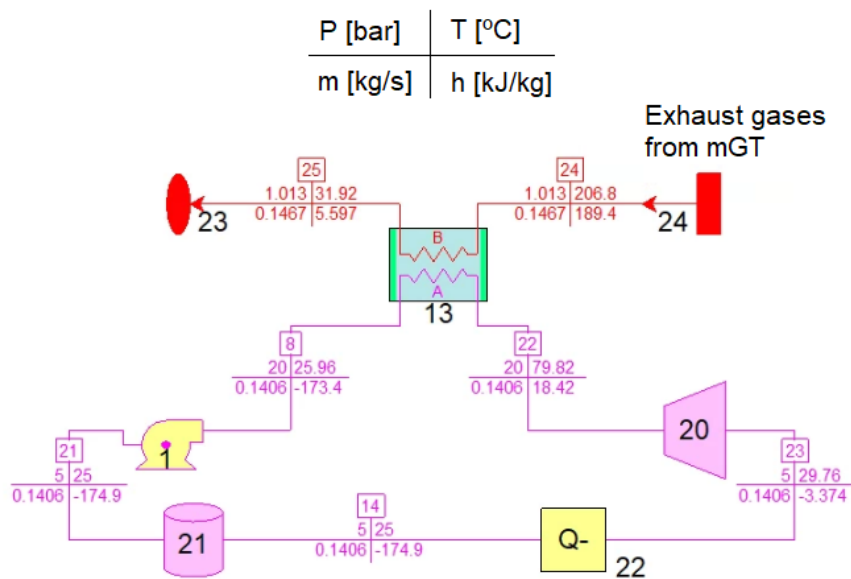 P [bar] T [ºC]
m [kg/s] h [kJ/kg]
Exhaust gases
from mGT
25 24
1.013 31.92 1.013 206.8
0.1467 5.597 0.1467 189.4
23 24
B
A
13
8 22
20 25.96 20 79.82
0.1406 -173.4 0.1406 18.42
20
1
21 23
5 25 5 29.76
0.1406 -174.9 0.1406 -3.374
14
5 25
0.1406 -174.9
21 Q- 22